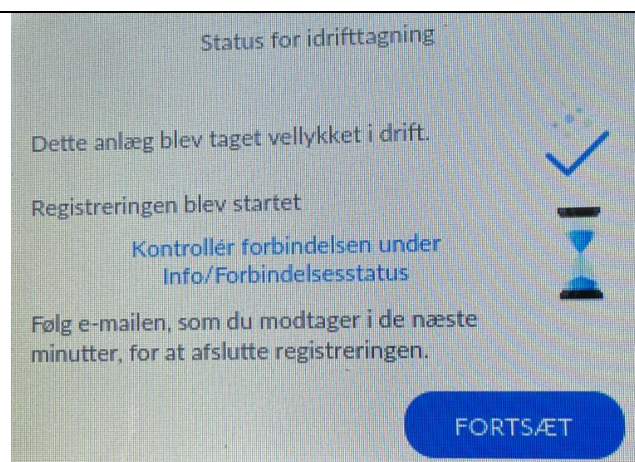 Status for idrifttagning
Dette anlæg blev taget vellykket i drift.
Registreringen blev startet
Kontrollér forbindelsen under
Info/Forbindelsesstatus
Følg e-mailen, som du modtager i de næste
minutter, for at afslutte registreringen.
FORTSÆT